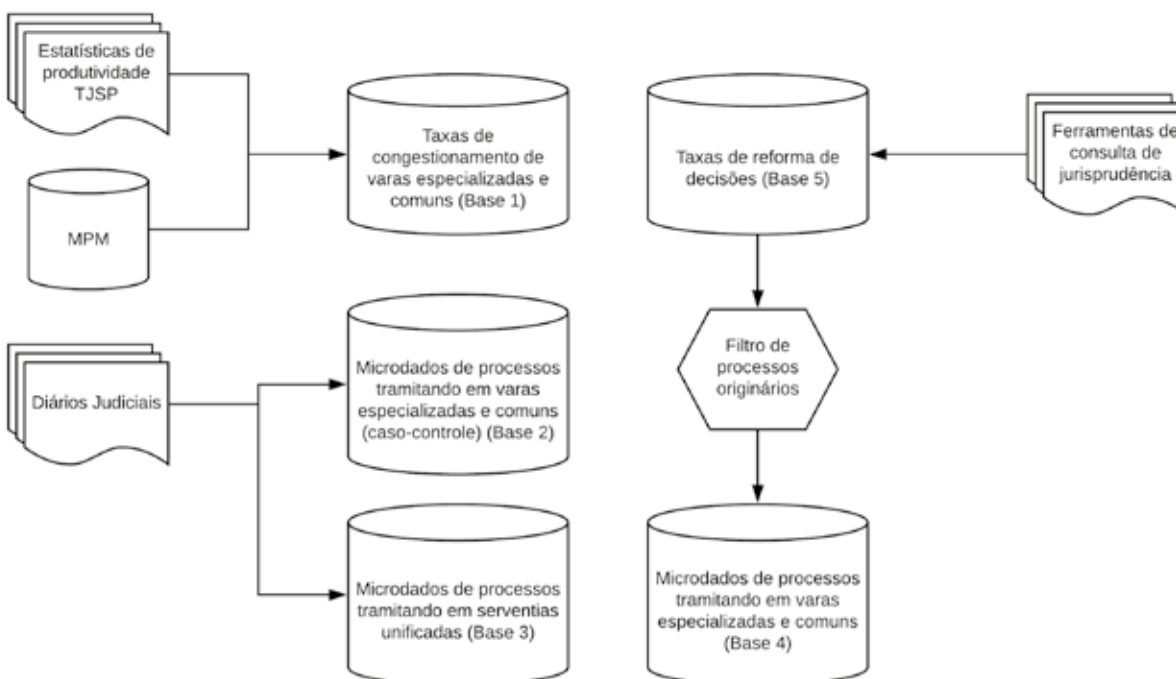 Estatísticas de
produtividade
TJSP
MPM
Taxas de
congestionamento de
varas especializadas e
comuns (Base 1)
Taxas de reforma de
decisões (Base 5)
Ferramentas de
consulta de
jurisprudência
Diários Judiciais
Microdados de processos
tramitando em varas
especializadas e comuns
(caso-controle) (Base 2)
Filtro de
processos
originários
Microdados de processos
tramitando em serventias
unificadas (Base 3)
Microdados de processos
tramitando em varas
especializadas e comuns
(Base 4)